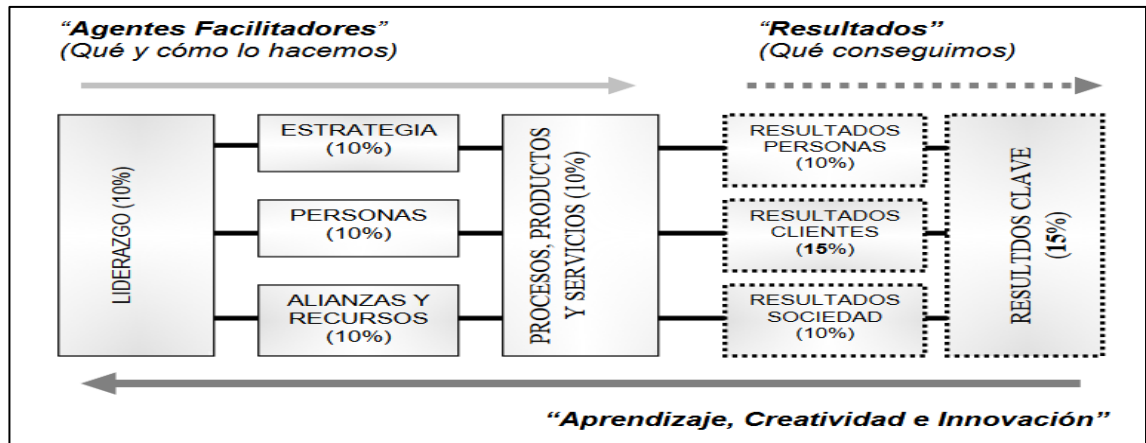 “Agentes Facilitadores”
(Qué y cómo lo hacemos)
“Resultados”
(Qué conseguimos)
LIDERAZGO (10%)
ESTRATEGIA
(10%)
PERSONAS
(10%)
ALIANZAS Y
RECURSOS
(10%)
PROCESOS, PRODUCTOS
Y SERVICIOS (10%)
RESULTADOS
PERSONAS
(10%)
RESULTADOS
CLIENTES
(15%)
RESULTADOS
SOCIEDAD
(10%)
RESULTDOS CLAVE
(15%)
“Aprendizaje, Creatividad e Innovación”